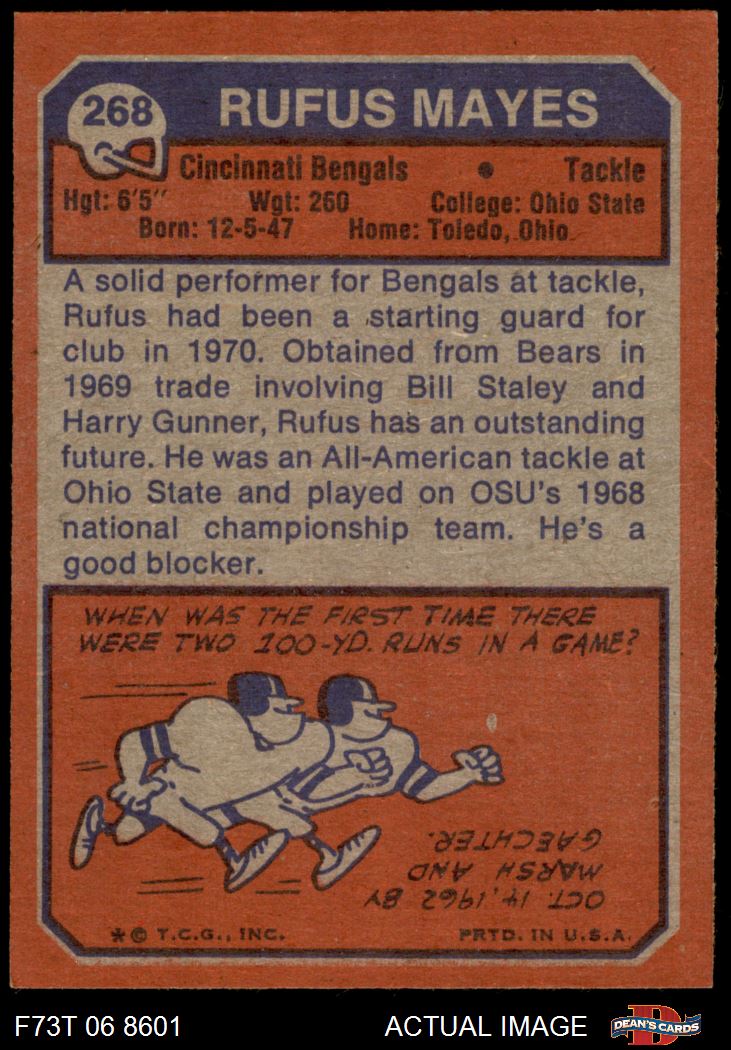 268
RUFUS MAYES
Cincinnati Bengals • Tackle
Hgt: 6'5" Wgt: 260 College: Ohio State
Born: 12-5-47 Home: Toledo, Ohio
A solid performer for Bengals at tackle,
Rufus had been a starting guard for
club in 1970. Obtained from Bears in
1969 trade involving Bill Staley and
Harry Gunner, Rufus has an outstanding
future. He was an All-American tackle at
Ohio State and played on OSU's 1968
national championship team. He's a
good blocker.
WHEN WAS THE FIRST TIME THERE
WERE TWO 100-YD. RUNS IN A GAME?
OCT. 14, 1962 BY
MARSH AND
GAECHTER.
*© T.C.G., INC. PRTD. IN U.S.A.
F73T 06 8601 ACTUAL IMAGE
D
DEAN'S CARDS